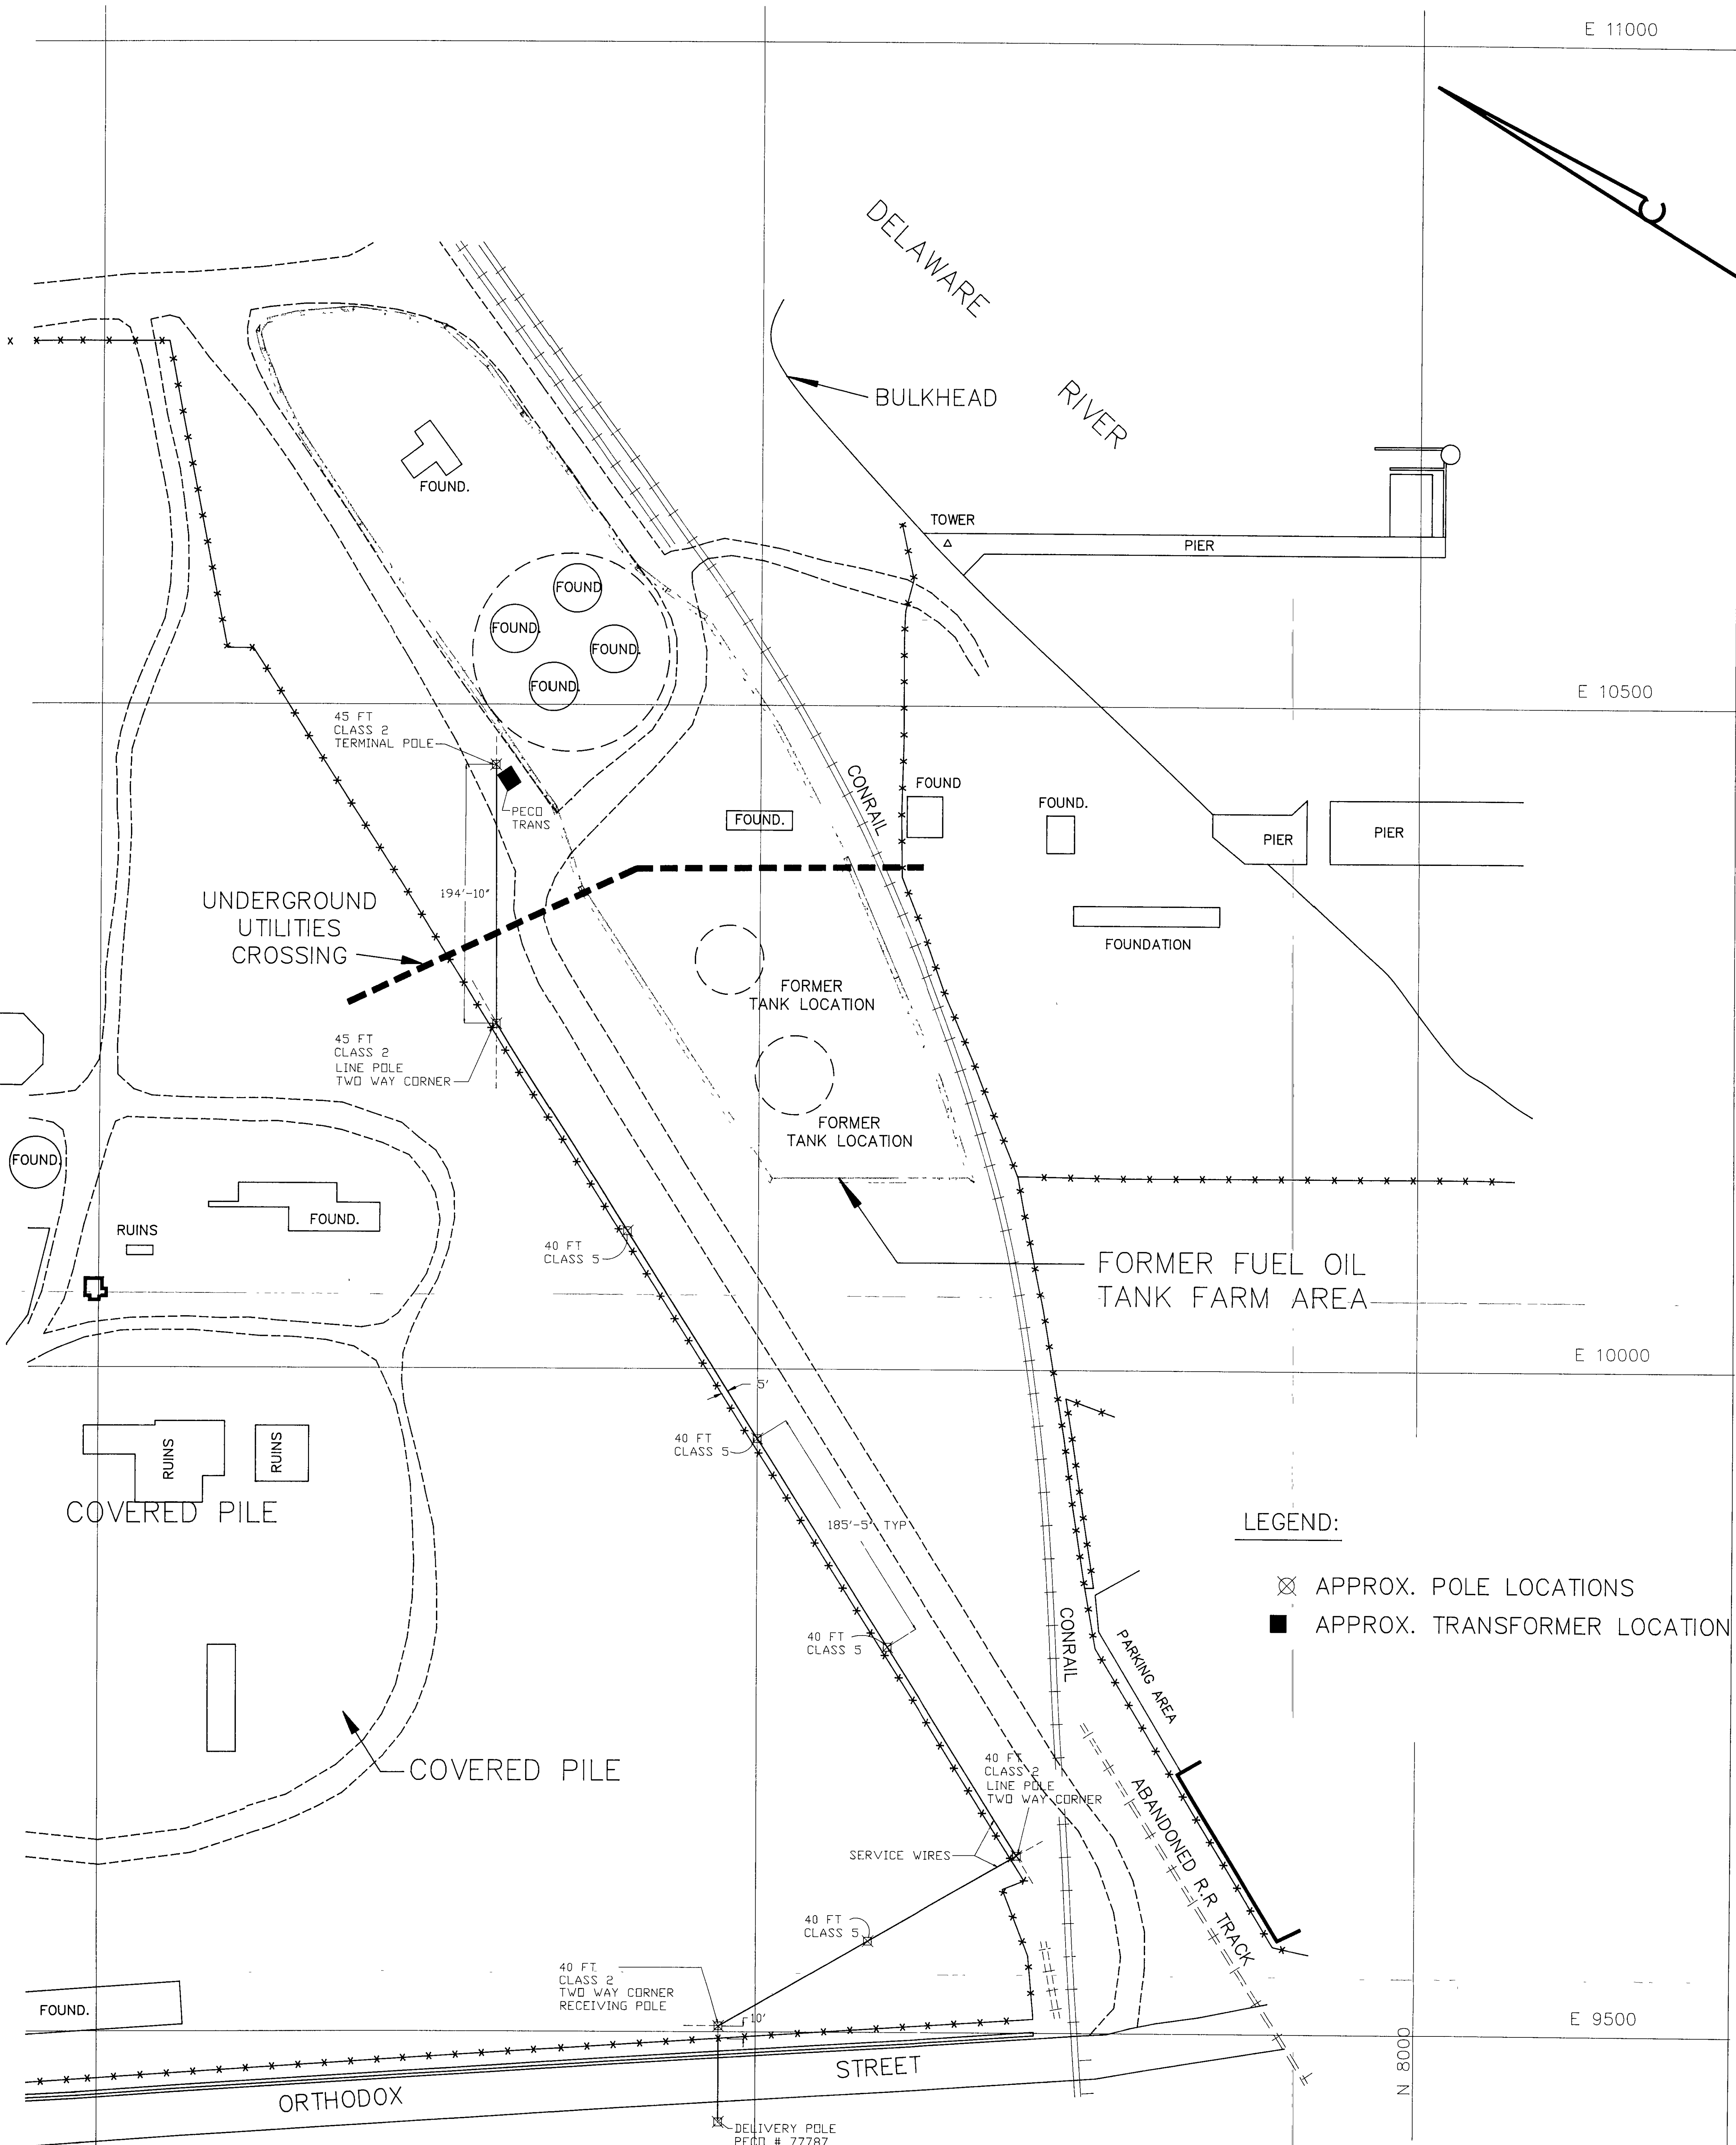 E 11000
DELAWARE
RIVER
BULKHEAD
FOUND.
TOWER
PIER
FOUND
FOUND.
FOUND.
FOUND.
E 10500
45 FT
CLASS 2
TERMINAL POLE
PECO
TRANS
CONRAIL
FOUND
FOUND.
FOUND.
PIER
PIER
194'-10"
UNDERGROUND
UTILITIES
CROSSING
FOUNDATION
FORMER
TANK LOCATION
45 FT
CLASS 2
LINE POLE
TWO WAY CORNER
FORMER
TANK LOCATION
FOUND.
RUINS
FOUND.
40 FT
CLASS 5
FORMER FUEL OIL
TANK FARM AREA
E 10000
5'
40 FT
CLASS 5
RUINS
RUINS
COVERED PILE
185'-5" TYP
LEGEND:
APPROX. POLE LOCATIONS
APPROX. TRANSFORMER LOCATION
40 FT
CLASS 5
CONRAIL
PARKING AREA
COVERED PILE
40 FT
CLASS 2
LINE POLE
TWO WAY CORNER
ABANDONED R.R TRACK
SERVICE WIRES
40 FT
CLASS 5
40 FT.
CLASS 2
TWO WAY CORNER
RECEIVING POLE
FOUND.
10'
E 9500
N 8000
ORTHODOX STREET
DELIVERY POLE
PECO # 77787